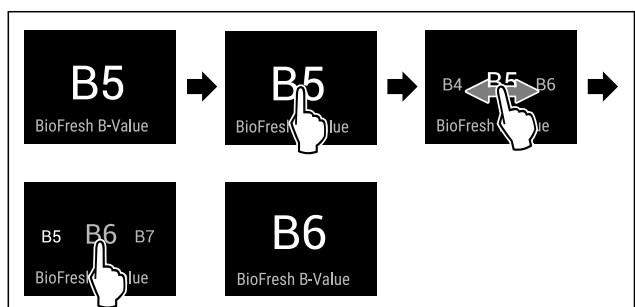 B5
BioFresh B-Value
B5
BioFresh lue
B4 B5 B6
BioFresh ue
B5 B6 B7
BioFresh lue
B6
BioFresh B-Value